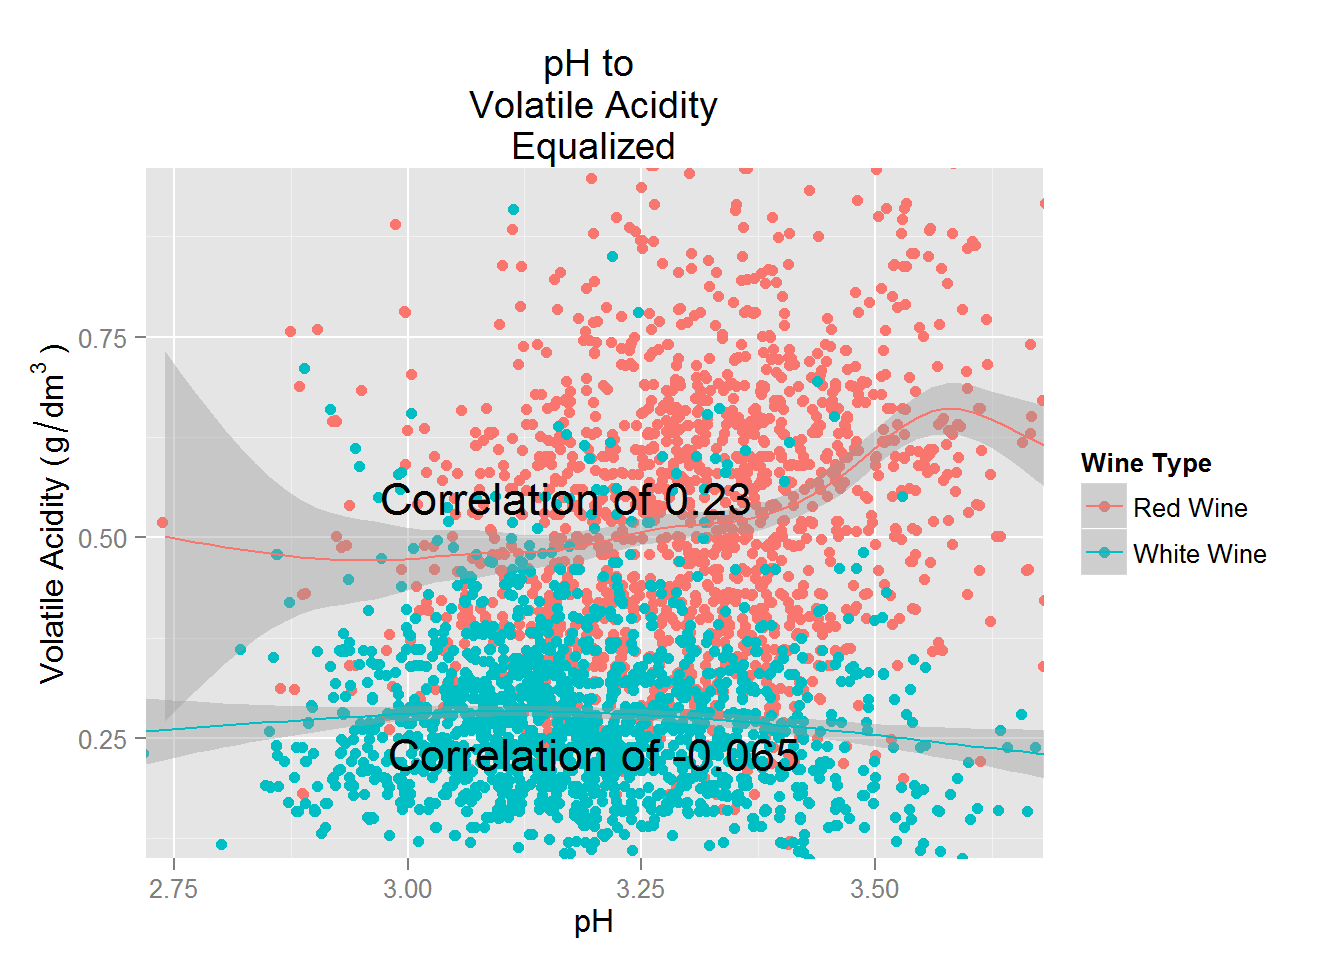 pH to
Volatile Acidity
Equalized
Volatile Acidity (g/dm³)
0.75
0.50
0.25
Correlation of 0.23
Correlation of -0.065
2.75
3.00
3.25
3.50
pH
Wine Type
Red Wine
White Wine